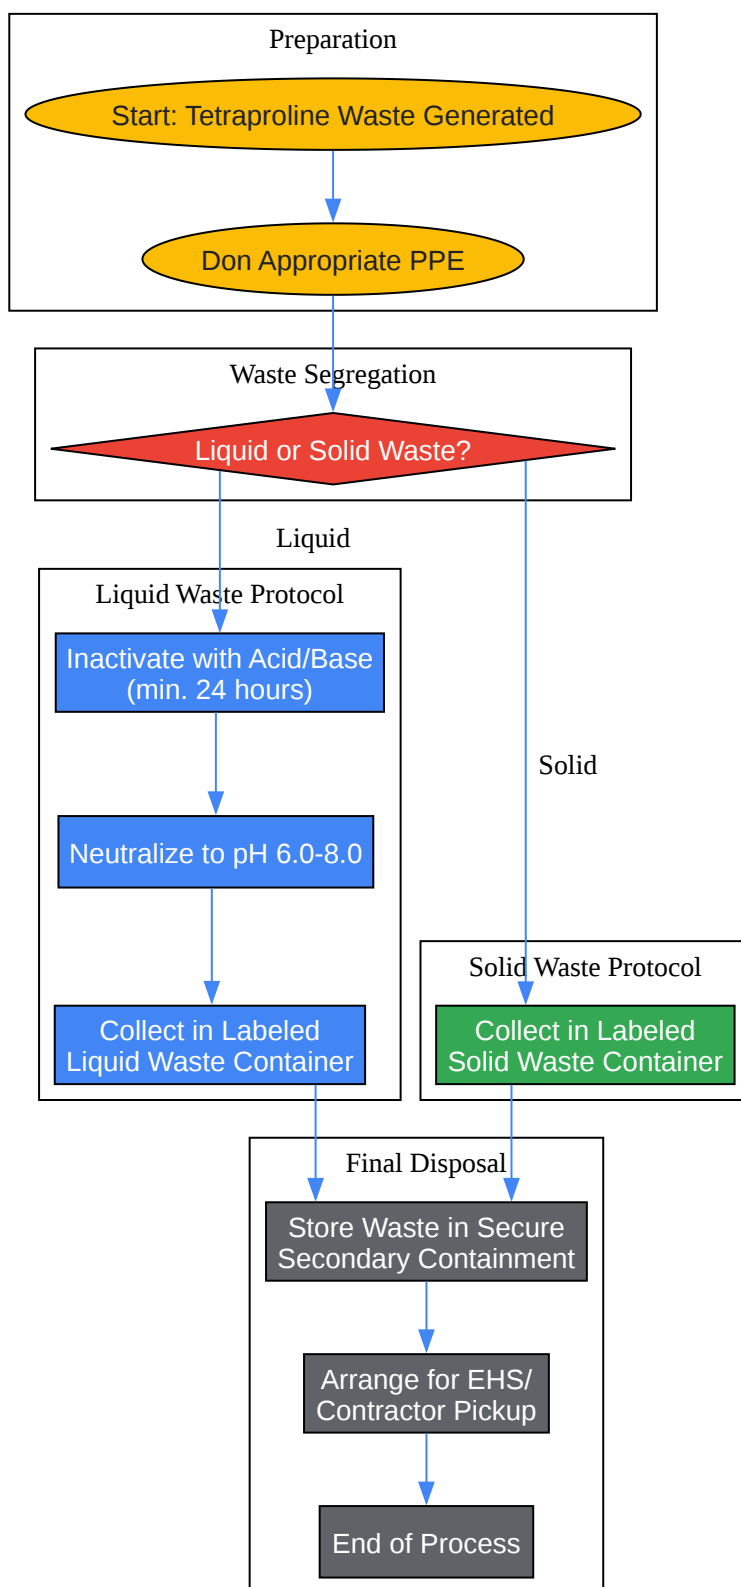 Preparation
Start: Tetraproline Waste Generated
Don Appropriate PPE
Waste Segregation
Liquid or Solid Waste?
Liquid
Liquid Waste Protocol
Inactivate with Acid/Base
(min. 24 hours)
Solid
Neutralize to pH 6.0-8.0
Solid Waste Protocol
Collect in Labeled
Liquid Waste Container
Collect in Labeled
Solid Waste Container
Final Disposal
Store Waste in Secure
Secondary Containment
Arrange for EHS/
Contractor Pickup
End of Process